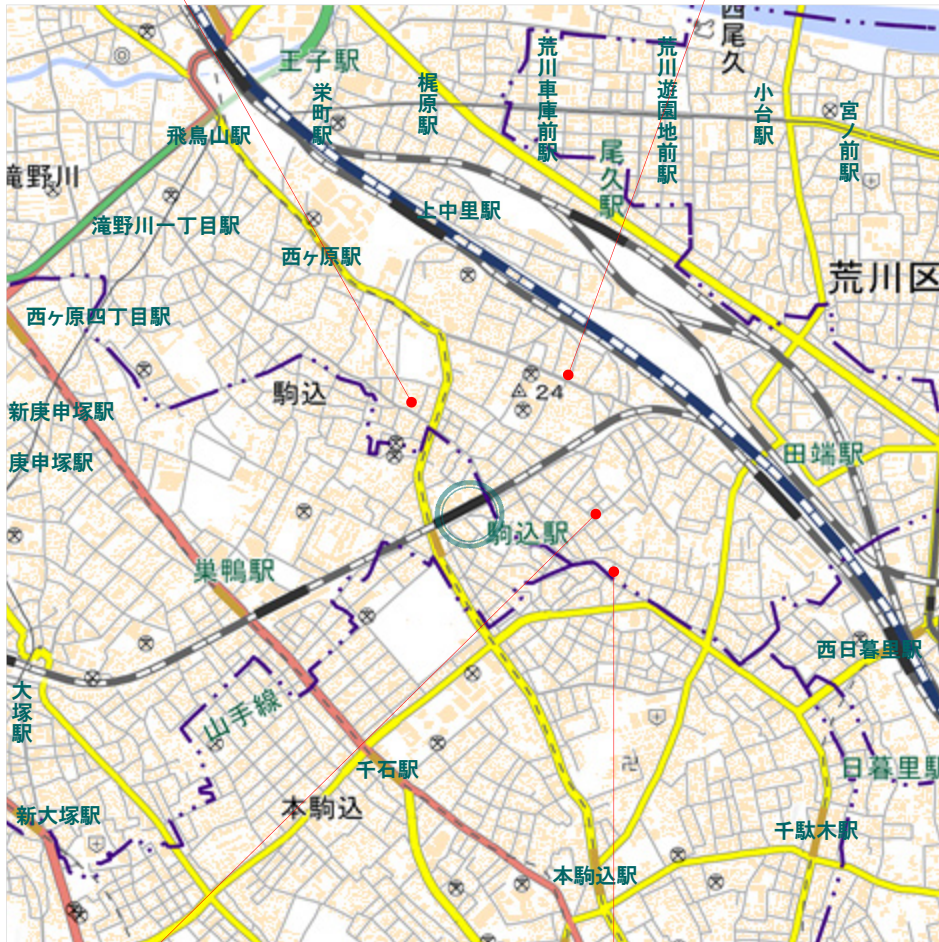 西尾久
王子駅
栄町駅
梶原駅
荒川車庫前駅
荒川遊園地前駅
小台駅
宮ノ前駅
飛鳥山駅
尾久駅
滝野川
上中里駅
滝野川一丁目駅
西ヶ原駅
荒川区
西ヶ原四丁目駅
駒込
24
新庚申塚駅
庚申塚駅
田端駅
駒込駅
巣鴨駅
西日暮里駅
大塚駅
山手線
千石駅
日暮里駅
本駒込
新大塚駅
千駄木駅
本駒込駅